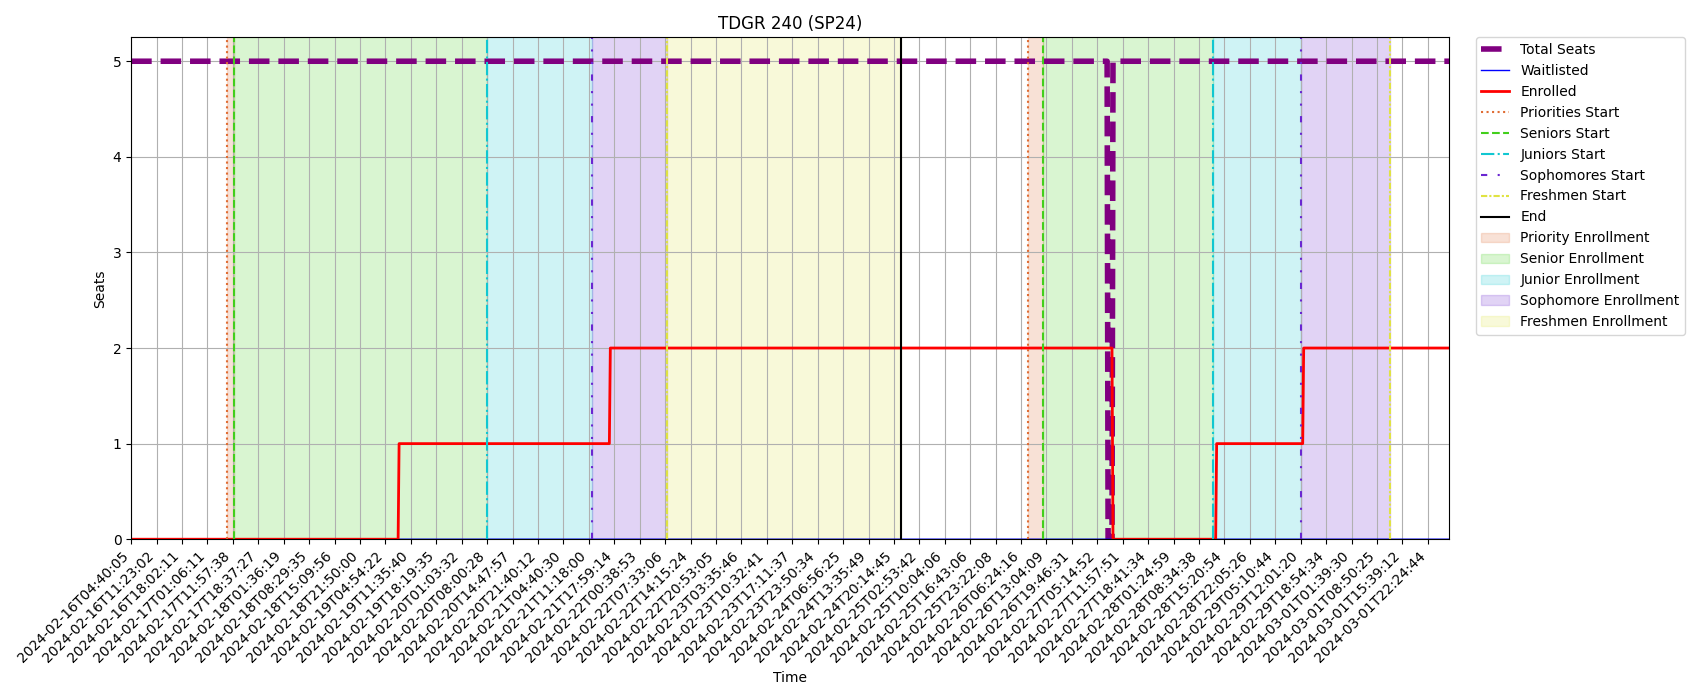 TDGR 240 (SP24)
Seats
5
4
3
2
1
0
2024-02-16T04:40:05
2024-02-16T11:23:02
2024-02-16T18:02:11
2024-02-17T01:06:11
2024-02-17T11:57:38
2024-02-17T18:37:27
2024-02-18T01:36:19
2024-02-18T08:29:35
2024-02-18T15:09:56
2024-02-18T21:50:00
2024-02-19T04:54:22
2024-02-19T11:35:40
2024-02-19T18:19:35
2024-02-20T01:03:32
2024-02-20T08:00:28
2024-02-20T14:47:57
2024-02-20T21:40:12
2024-02-21T04:40:30
2024-02-21T11:18:00
2024-02-21T17:59:14
2024-02-22T00:38:53
2024-02-22T07:33:06
2024-02-22T14:15:24
2024-02-22T20:53:05
2024-02-23T03:35:46
2024-02-23T10:32:41
2024-02-23T17:11:37
2024-02-23T23:50:34
2024-02-24T06:56:25
2024-02-24T13:35:49
2024-02-24T20:14:45
2024-02-25T02:53:42
2024-02-25T10:04:06
2024-02-25T16:43:06
2024-02-25T23:22:08
2024-02-26T06:24:16
2024-02-26T13:04:09
2024-02-26T19:46:31
2024-02-27T05:14:52
2024-02-27T11:57:51
2024-02-27T18:41:34
2024-02-28T01:24:59
2024-02-28T08:34:38
2024-02-28T15:20:54
2024-02-28T22:05:26
2024-02-29T05:10:44
2024-02-29T12:01:20
2024-02-29T18:54:34
2024-03-01T01:39:30
2024-03-01T08:50:25
2024-03-01T15:39:12
2024-03-01T22:24:44
Time
Total Seats
Waitlisted
Enrolled
Priorities Start
Seniors Start
Juniors Start
Sophomores Start
Freshmen Start
End
Priority Enrollment
Senior Enrollment
Junior Enrollment
Sophomore Enrollment
Freshmen Enrollment